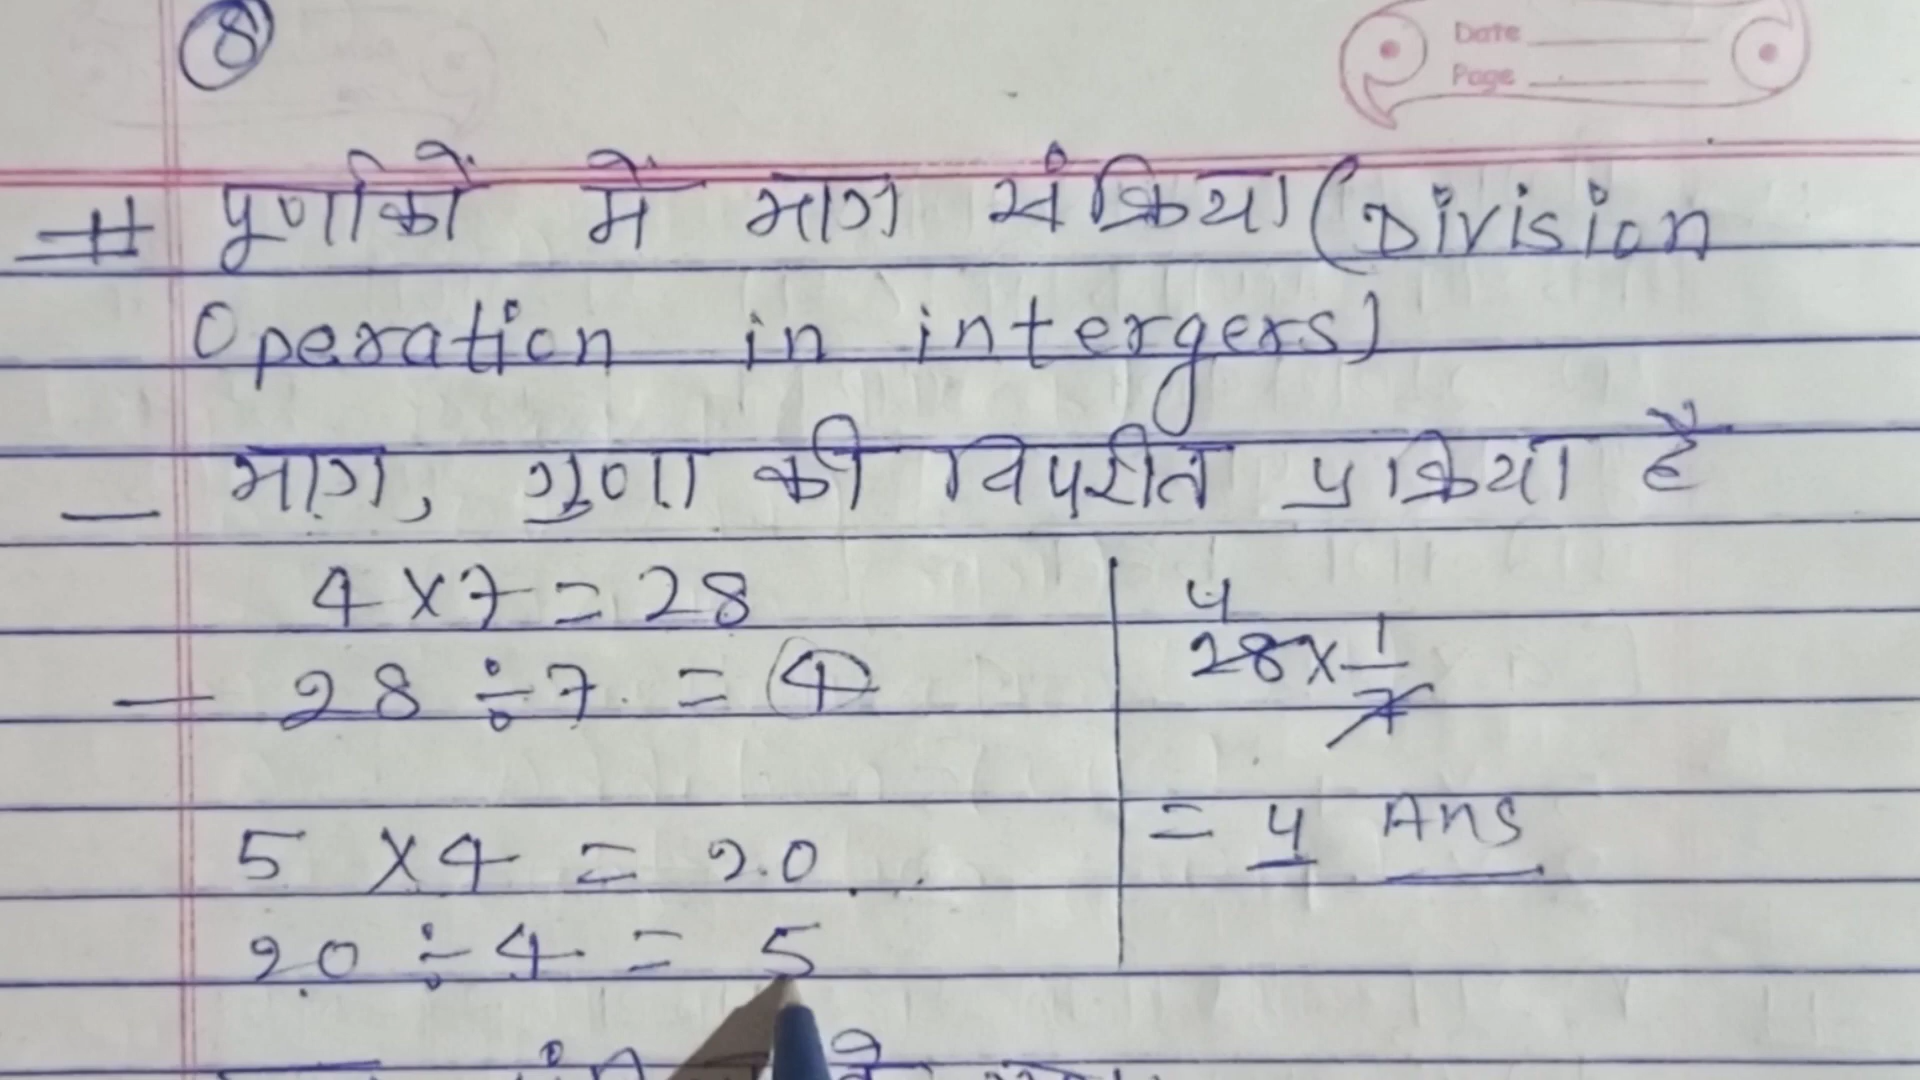 8
Date
Page
# पूर्णांको में भाग संक्रिया (Division
Operation in intergers)
— भाग, गुणा की विपरीत प्रक्रिया है
4 × 7 = 28
— 28 ÷ 7 = 4
5 × 4 = 20
20 ÷ 4 = 5
4
28 × 1/7
= 4 Ans